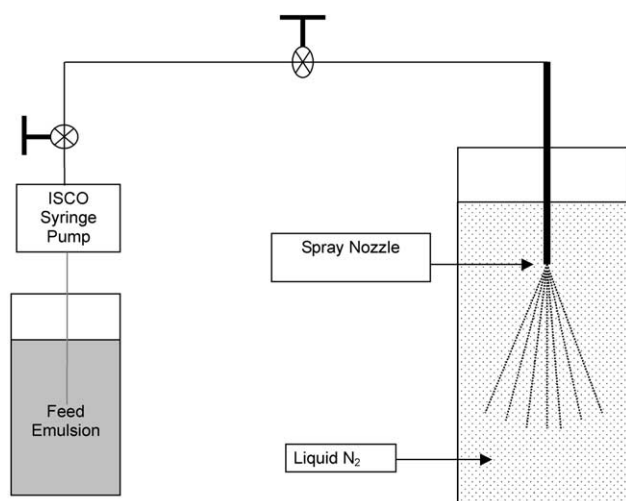 ISCO
Syringe
Pump
Spray Nozzle
Feed
Emulsion
Liquid N₂